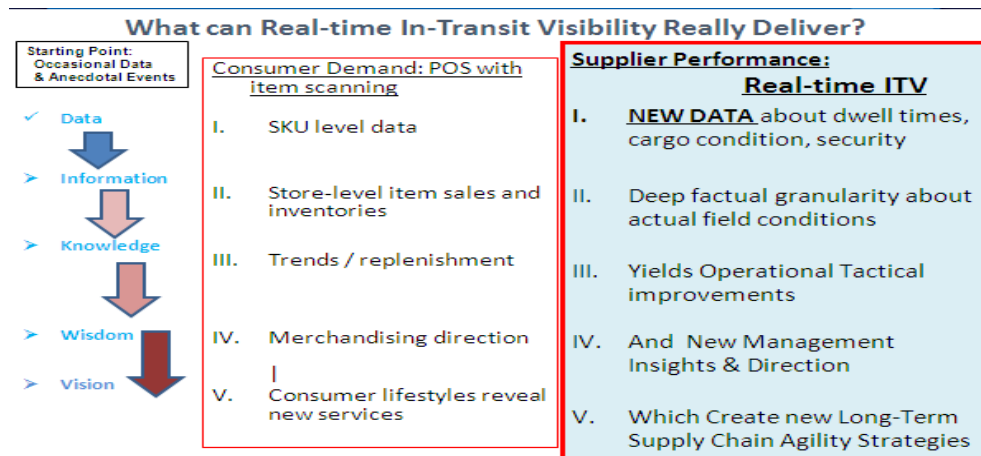 What can Real-time In-Transit Visibility Really Deliver?
Starting Point:
Occasional Data
& Anecdotal Events
Data
Information
Knowledge
Wisdom
Vision
Consumer Demand: POS with
item scanning
I. SKU level data
II. Store-level item sales and
inventories
III. Trends / replenishment
IV. Merchandising direction
|
V. Consumer lifestyles reveal
new services
Supplier Performance:
Real-time ITV
I. NEW DATA about dwell times,
cargo condition, security
II. Deep factual granularity about
actual field conditions
III. Yields Operational Tactical
improvements
IV. And New Management
Insights & Direction
V. Which Create new Long-Term
Supply Chain Agility Strategies